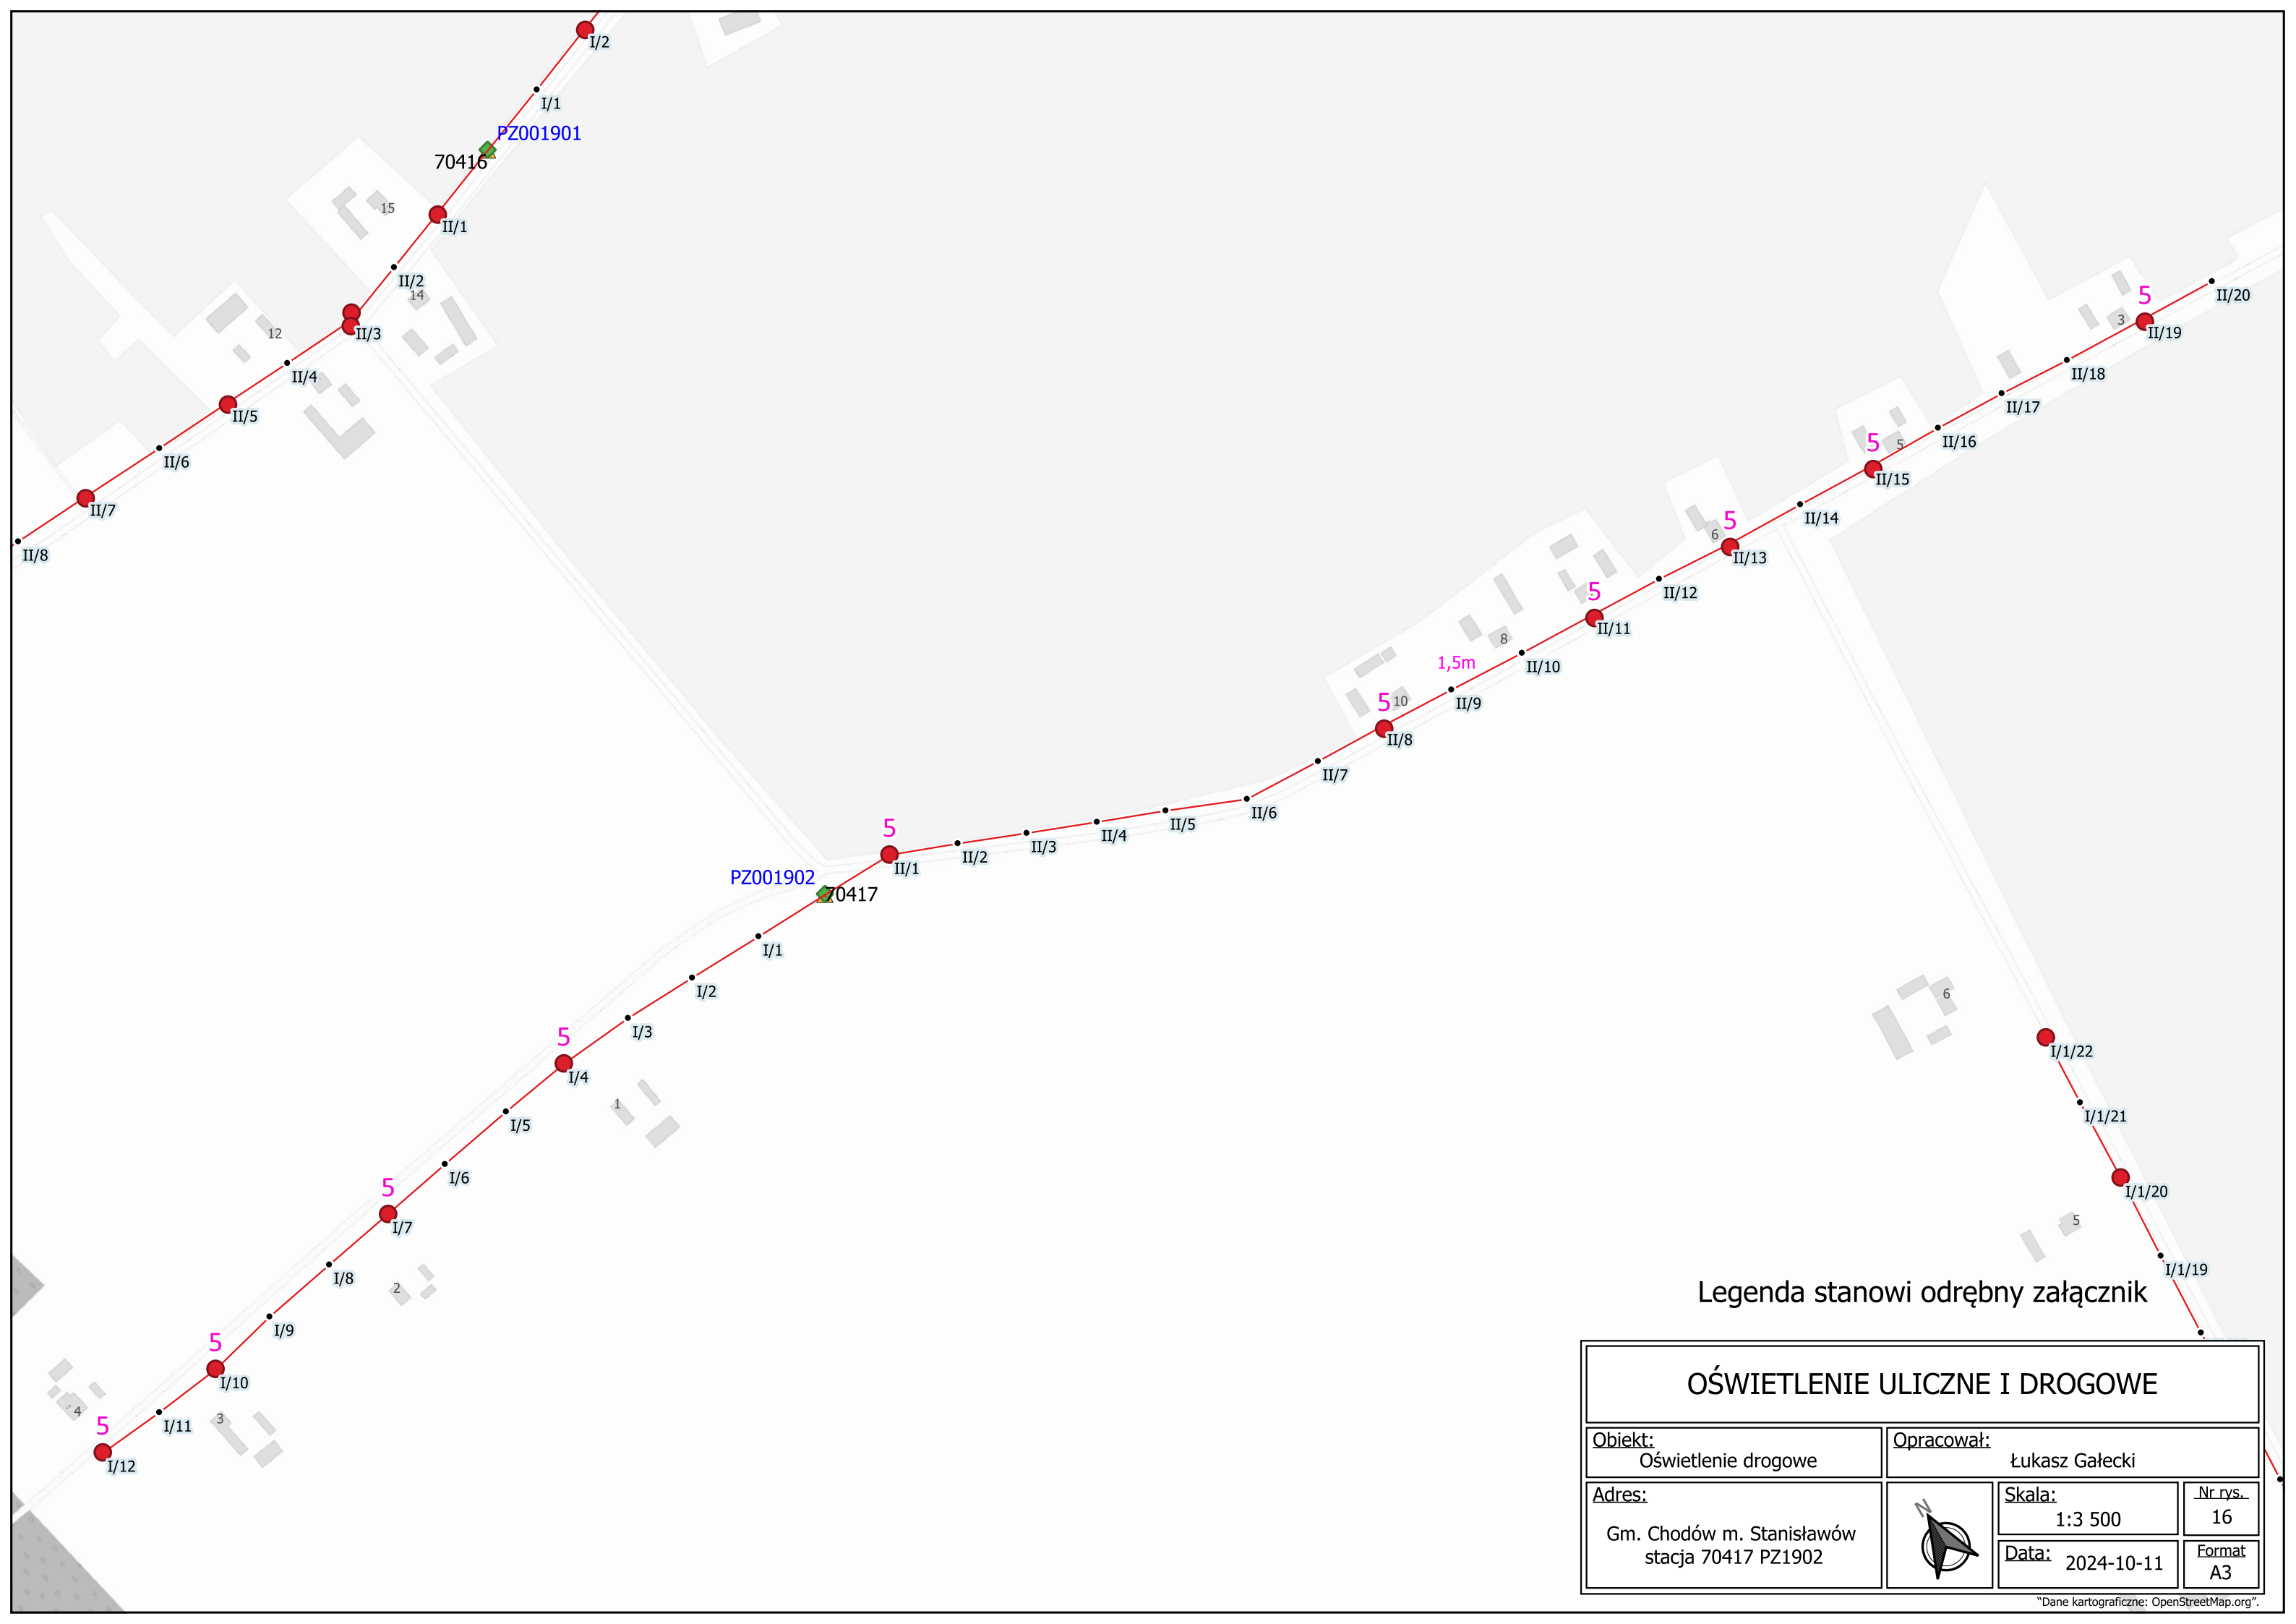 I/2
I/1
PZ001901
70416
15
II/1
II/2
14
12
II/3
II/4
II/5
II/6
II/7
II/8
II/20
5
3
II/19
II/18
II/17
II/16
5
5
II/15
II/14
5
6
II/13
II/12
5
II/11
8
II/10
1,5m
II/9
5
10
II/8
II/7
II/6
II/5
II/4
II/3
II/2
5
II/1
PZ001902
70417
I/1
I/2
I/3
5
I/4
1
I/5
I/6
5
I/7
I/8
2
I/9
5
I/10
3
I/11
4
5
I/12
6
I/1/22
I/1/21
I/1/20
5
I/1/19
Legenda stanowi odrębny załącznik
OŚWIETLENIE ULICZNE I DROGOWE
Obiekt:
Oświetlenie drogowe
Opracował:
Łukasz Gałecki
Adres:
Gm. Chodów m. Stanisławów
stacja 70417 PZ1902
N
Skala:
1:3 500
Nr rys.
16
Data: 2024-10-11
Format
A3
"Dane kartograficzne: OpenStreetMap.org".